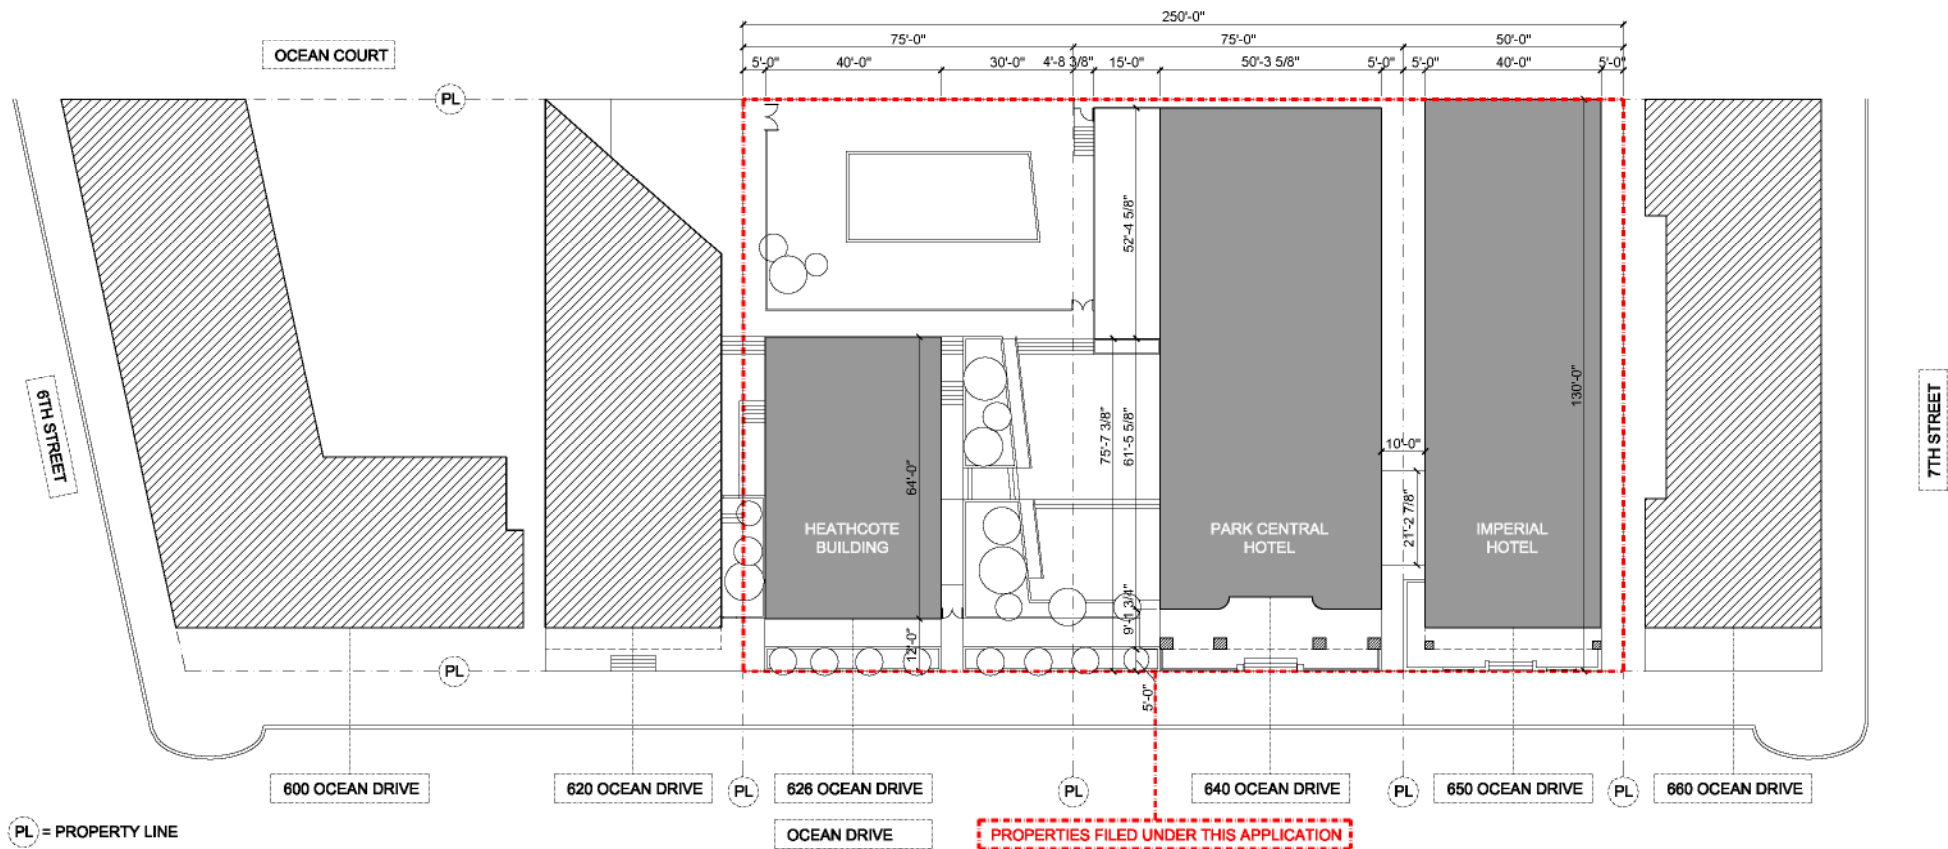 250'-0"
OCEAN COURT
75'-0"
75'-0"
50'-0"
5'-0"
40'-0"
30'-0"
4'-8 3/8"
15'-0"
50'-3 5/8"
5'-0"
5'-0"
40'-0"
5'-0"
PL
52'-4 5/8"
6TH STREET
7TH STREET
130'-0"
75'-7 3/8"
61'-5 5/8"
10'-0"
64'-0"
21'-2 7/8"
HEATHCOTE
BUILDING
PARK CENTRAL
HOTEL
IMPERIAL
HOTEL
9'-1 3/4"
12'-0"
5'-0"
PL
600 OCEAN DRIVE
620 OCEAN DRIVE
PL
626 OCEAN DRIVE
PL
640 OCEAN DRIVE
PL
650 OCEAN DRIVE
PL
660 OCEAN DRIVE
PL = PROPERTY LINE
OCEAN DRIVE
PROPERTIES FILED UNDER THIS APPLICATION